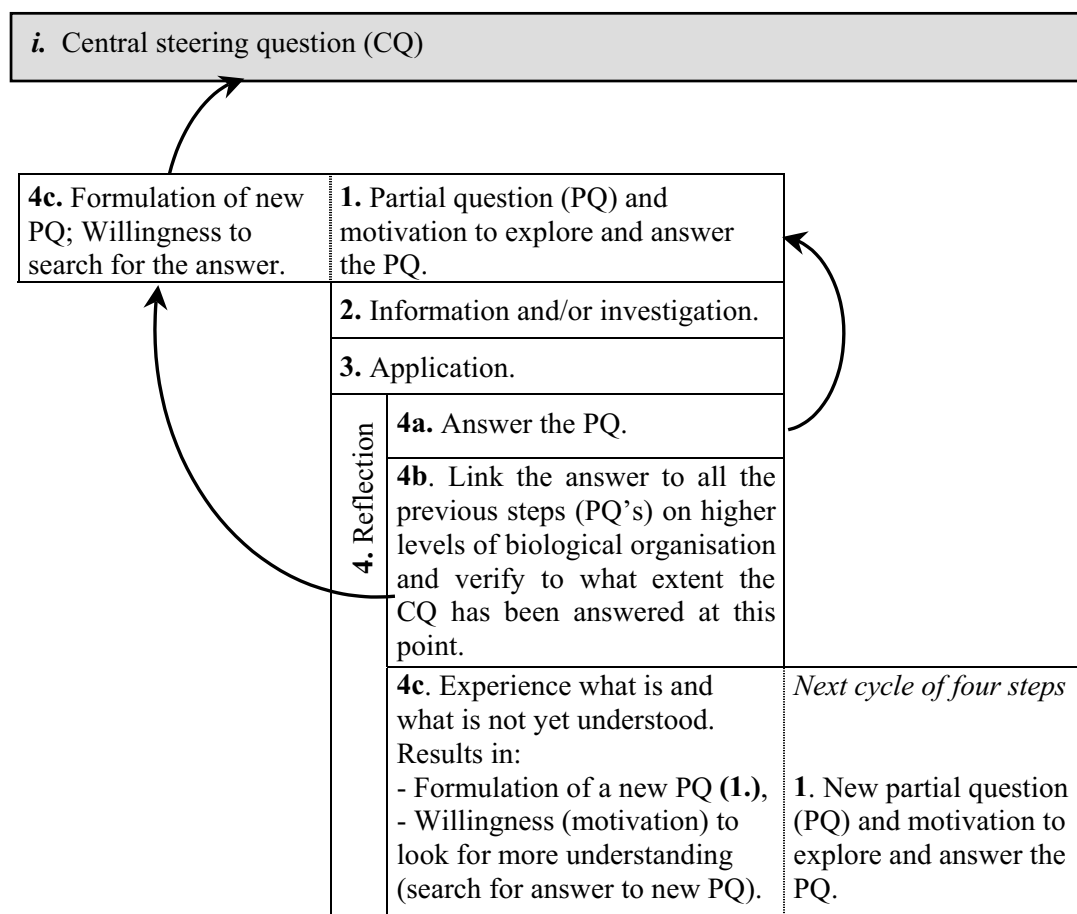 i. Central steering question (CQ)
4c. Formulation of new
PQ; Willingness to
search for the answer.
1. Partial question (PQ) and
motivation to explore and answer
the PQ.
2. Information and/or investigation.
3. Application.
4. Reflection
4a. Answer the PQ.
4b. Link the answer to all the
previous steps (PQ's) on higher
levels of biological organisation
and verify to what extent the
CQ has been answered at this
point.
4c. Experience what is and
what is not yet understood.
Results in:
- Formulation of a new PQ (1.),
- Willingness (motivation) to
look for more understanding
(search for answer to new PQ).
Next cycle of four steps
1. New partial question
(PQ) and motivation to
explore and answer the
PQ.